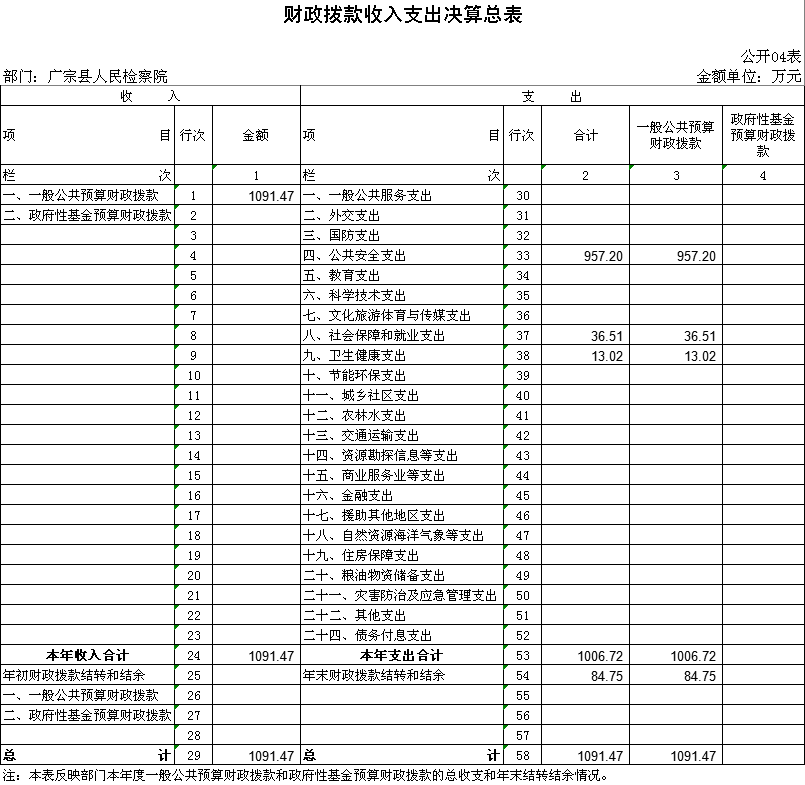 财政拨款收入支出决算总表
公开04表
部门：广宗县人民检察院 金额单位：万元
收 入 支 出
项 目 行次 金额 项 目 行次 合计 一般公共预算财政拨款 政府性基金预算财政拨款
栏 次 1 栏 次 2 3 4
一、一般公共预算财政拨款 1 1091.47 一、一般公共服务支出 30
二、政府性基金预算财政拨款 2 二、外交支出 31
3 三、国防支出 32
4 四、公共安全支出 33 957.20 957.20
5 五、教育支出 34
6 六、科学技术支出 35
7 七、文化旅游体育与传媒支出 36
8 八、社会保障和就业支出 37 36.51 36.51
9 九、卫生健康支出 38 13.02 13.02
10 十、节能环保支出 39
11 十一、城乡社区支出 40
12 十二、农林水支出 41
13 十三、交通运输支出 42
14 十四、资源勘探信息等支出 43
15 十五、商业服务业等支出 44
16 十六、金融支出 45
17 十七、援助其他地区支出 46
18 十八、自然资源海洋气象等支出 47
19 十九、住房保障支出 48
20 二十、粮油物资储备支出 49
21 二十一、灾害防治及应急管理支出 50
22 二十二、其他支出 51
23 二十四、债务付息支出 52
本年收入合计 24 1091.47 本年支出合计 53 1006.72 1006.72
年初财政拨款结转和结余 25 年末财政拨款结转和结余 54 84.75 84.75
一、一般公共预算财政拨款 26 55
二、政府性基金预算财政拨款 27 56
28 57
总 计 29 1091.47 总 计 58 1091.47 1091.47
注：本表反映部门本年度一般公共预算财政拨款和政府性基金预算财政拨款的总收支和年末结转结余情况。